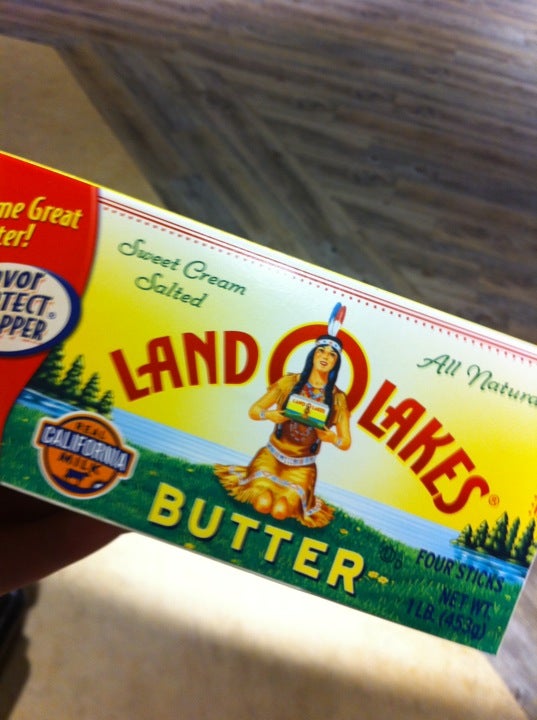 me Great
ter!
vor
TECT®
PPER
Sweet Cream
Salted
All Natura
LAND O LAKES®
REAL
CALIFORNIA
MILK
BUTTER
FOUR STICKS
NET WT
1 LB (453g)